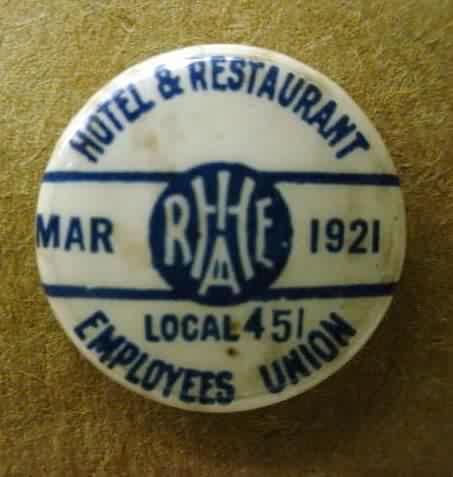 HOTEL & RESTAURANT
MAR 1921
LOCAL 451
EMPLOYEES UNION